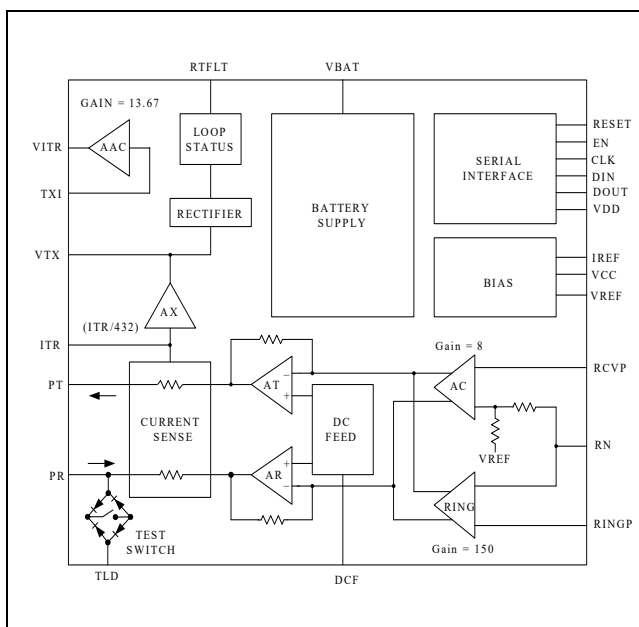 RTFLT
VBAT
GAIN = 13.67
VITR
AAC
TXI
LOOP
STATUS
RECTIFIER
BATTERY
SUPPLY
SERIAL
INTERFACE
RESET
EN
CLK
DIN
DOUT
VDD
VTX
BIAS
IREF
VCC
VREF
AX
(ITR/432)
ITR
Gain = 8
PT
AT
−
+
AC
RCVP
CURRENT
SENSE
DC
FEED
VREF
RN
PR
AR
+
−
RING
RINGP
TEST
SWITCH
Gain = 150
TLD
DCF